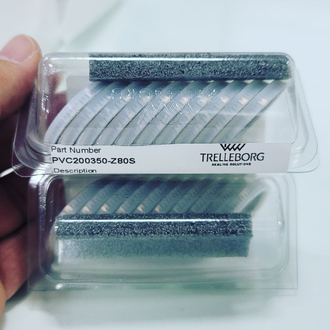 Part Number
PVC200350-Z80S
Description
TRELLEBORG
SEALING SOLUTIONS